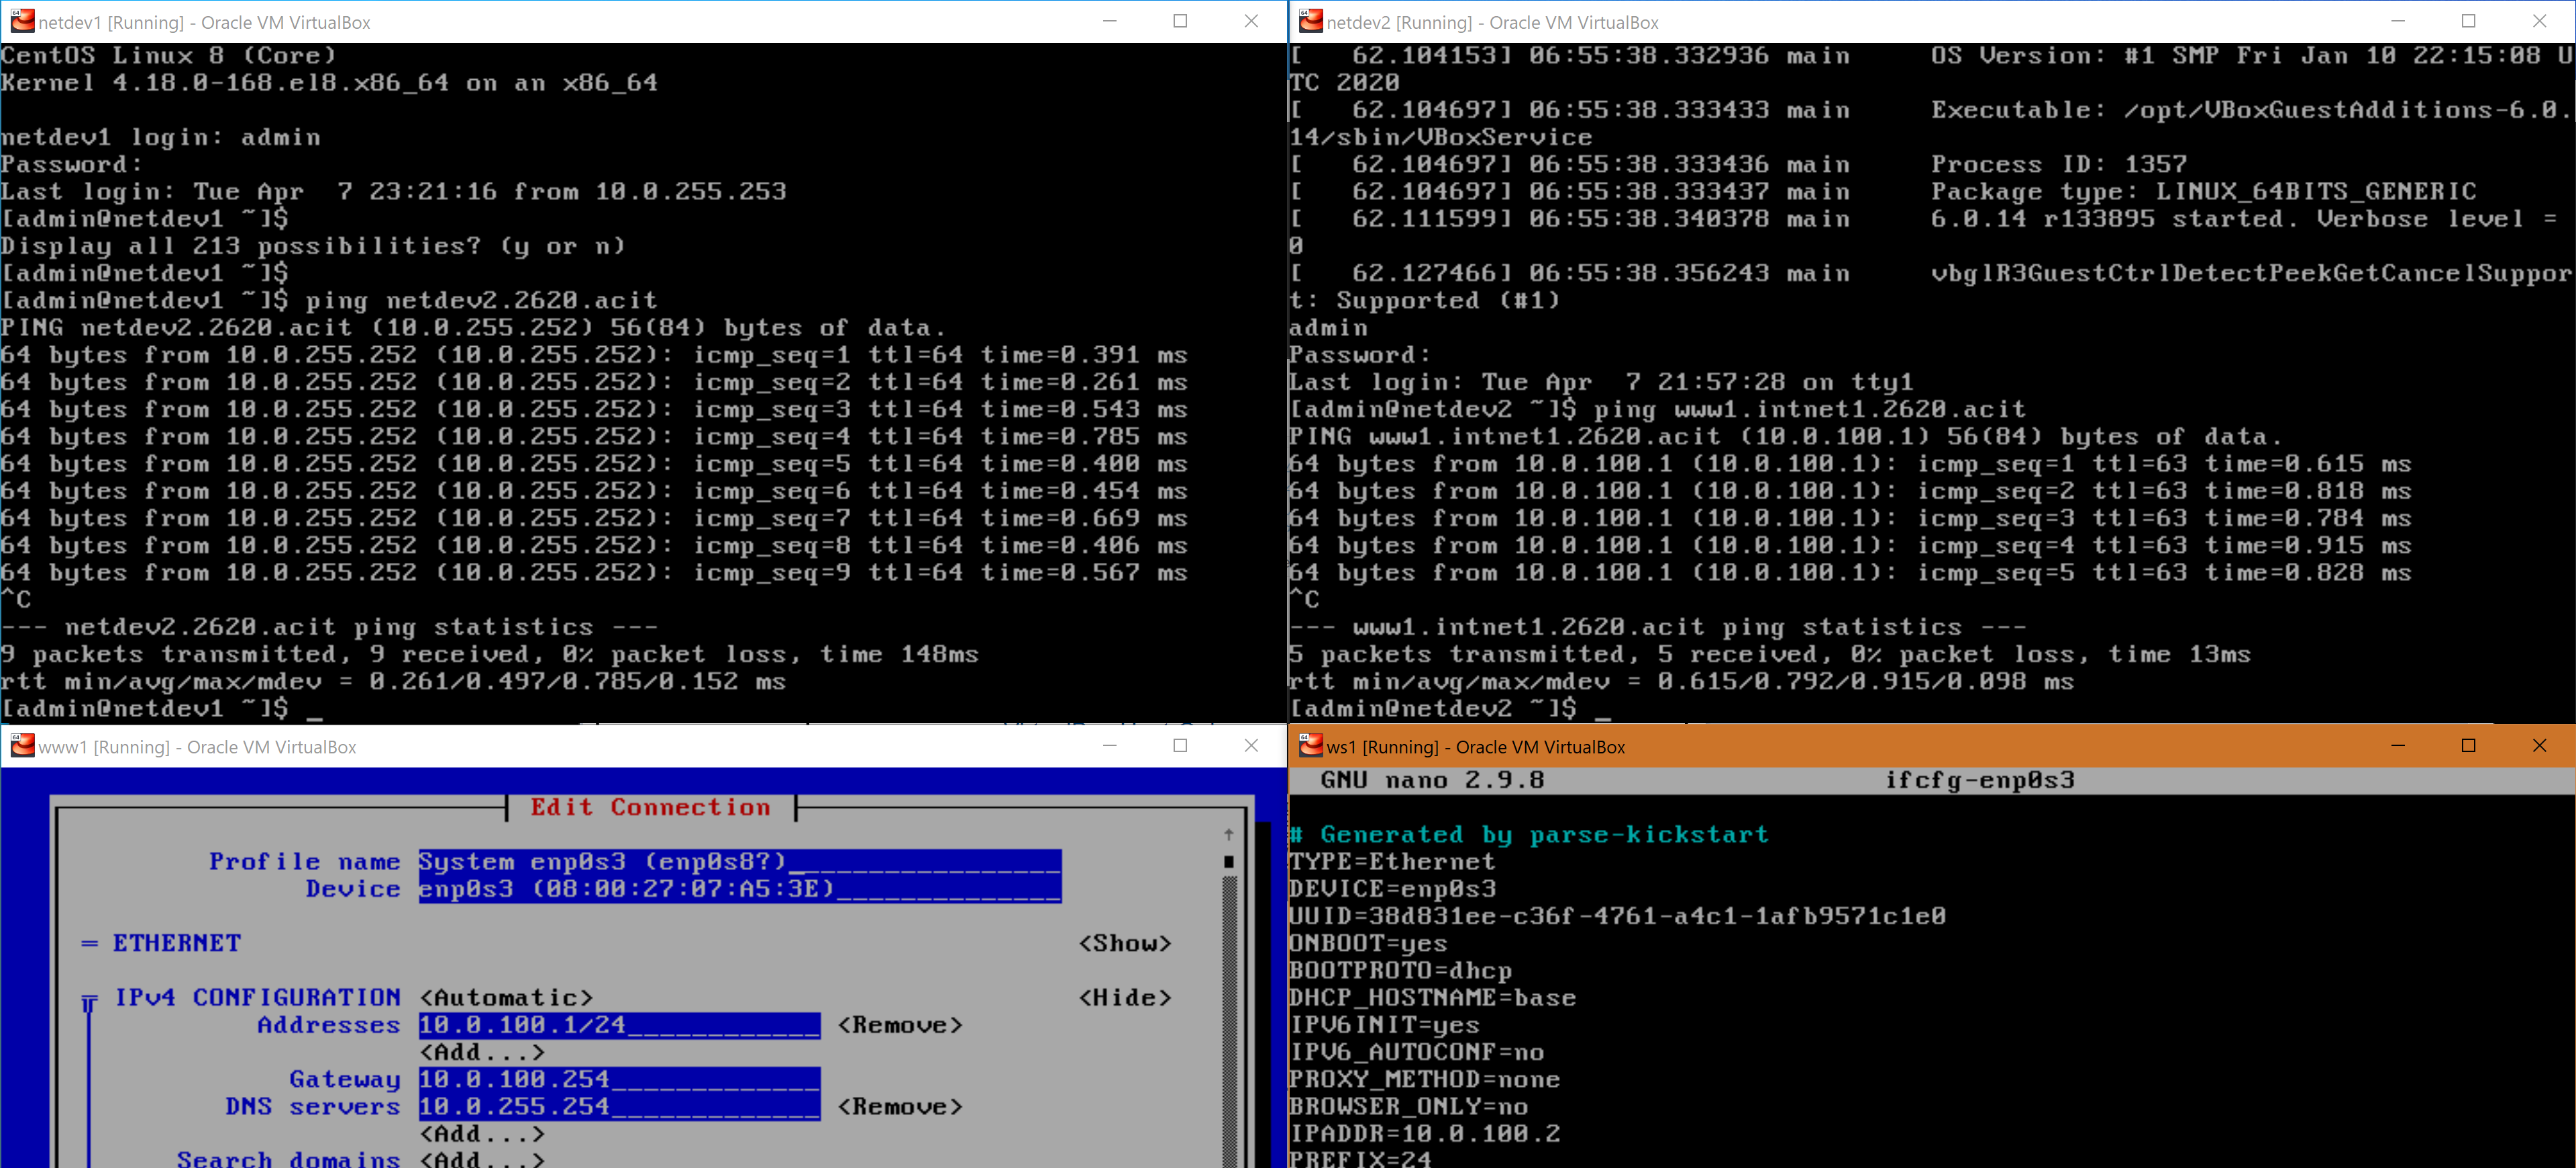 netdev1 [Running] - Oracle VM VirtualBox
CentOS Linux 8 (Core)
Kernel 4.18.0-168.el8.x86_64 on an x86_64
netdev1 login: admin
Password:
Last login: Tue Apr  7 23:21:16 from 10.0.255.253
[admin@netdev1 ~]$
Display all 213 possibilities? (y or n)
[admin@netdev1 ~]$
[admin@netdev1 ~]$ ping netdev2.2620.acit
PING netdev2.2620.acit (10.0.255.252) 56(84) bytes of data.
64 bytes from 10.0.255.252 (10.0.255.252): icmp_seq=1 ttl=64 time=0.391 ms
64 bytes from 10.0.255.252 (10.0.255.252): icmp_seq=2 ttl=64 time=0.261 ms
64 bytes from 10.0.255.252 (10.0.255.252): icmp_seq=3 ttl=64 time=0.543 ms
64 bytes from 10.0.255.252 (10.0.255.252): icmp_seq=4 ttl=64 time=0.785 ms
64 bytes from 10.0.255.252 (10.0.255.252): icmp_seq=5 ttl=64 time=0.400 ms
64 bytes from 10.0.255.252 (10.0.255.252): icmp_seq=6 ttl=64 time=0.454 ms
64 bytes from 10.0.255.252 (10.0.255.252): icmp_seq=7 ttl=64 time=0.669 ms
64 bytes from 10.0.255.252 (10.0.255.252): icmp_seq=8 ttl=64 time=0.406 ms
64 bytes from 10.0.255.252 (10.0.255.252): icmp_seq=9 ttl=64 time=0.567 ms
^C
--- netdev2.2620.acit ping statistics ---
9 packets transmitted, 9 received, 0% packet loss, time 148ms
rtt min/avg/max/mdev = 0.261/0.497/0.785/0.152 ms
[admin@netdev1 ~]$ _
netdev2 [Running] - Oracle VM VirtualBox
[   62.104153] 06:55:38.332936 main     OS Version: #1 SMP Fri Jan 10 22:15:08 U
TC 2020
[   62.104697] 06:55:38.333433 main     Executable: /opt/VBoxGuestAdditions-6.0.
14/sbin/VBoxService
[   62.104697] 06:55:38.333436 main     Process ID: 1357
[   62.104697] 06:55:38.333437 main     Package type: LINUX_64BITS_GENERIC
[   62.111599] 06:55:38.340378 main     6.0.14 r133895 started. Verbose level =
0
[   62.127466] 06:55:38.356243 main     vbglR3GuestCtrlDetectPeekGetCancelSuppor
t: Supported (#1)
admin
Password:
Last login: Tue Apr  7 21:57:28 on tty1
[admin@netdev2 ~]$ ping www1.intnet1.2620.acit
PING www1.intnet1.2620.acit (10.0.100.1) 56(84) bytes of data.
64 bytes from 10.0.100.1 (10.0.100.1): icmp_seq=1 ttl=63 time=0.615 ms
64 bytes from 10.0.100.1 (10.0.100.1): icmp_seq=2 ttl=63 time=0.818 ms
64 bytes from 10.0.100.1 (10.0.100.1): icmp_seq=3 ttl=63 time=0.784 ms
64 bytes from 10.0.100.1 (10.0.100.1): icmp_seq=4 ttl=63 time=0.915 ms
64 bytes from 10.0.100.1 (10.0.100.1): icmp_seq=5 ttl=63 time=0.828 ms
^C
--- www1.intnet1.2620.acit ping statistics ---
5 packets transmitted, 5 received, 0% packet loss, time 13ms
rtt min/avg/max/mdev = 0.615/0.792/0.915/0.098 ms
[admin@netdev2 ~]$ _
www1 [Running] - Oracle VM VirtualBox
Edit Connection
Profile name System enp0s3 (enp0s8?)
Device enp0s3 (08:00:27:07:A5:3E)
= ETHERNET <Show>
IPv4 CONFIGURATION <Automatic> <Hide>
Addresses 10.0.100.1/24 <Remove>
<Add...>
Gateway 10.0.100.254
DNS servers 10.0.255.254 <Remove>
<Add...>
Search domains <Add...>
ws1 [Running] - Oracle VM VirtualBox
GNU nano 2.9.8 ifcfg-enp0s3
# Generated by parse-kickstart
TYPE=Ethernet
DEVICE=enp0s3
UUID=38d831ee-c36f-4761-a4c1-1afb9571c1e0
ONBOOT=yes
BOOTPROTO=dhcp
DHCP_HOSTNAME=base
IPV6INIT=yes
IPV6_AUTOCONF=no
PROXY_METHOD=none
BROWSER_ONLY=no
IPADDR=10.0.100.2
PREFIX=24